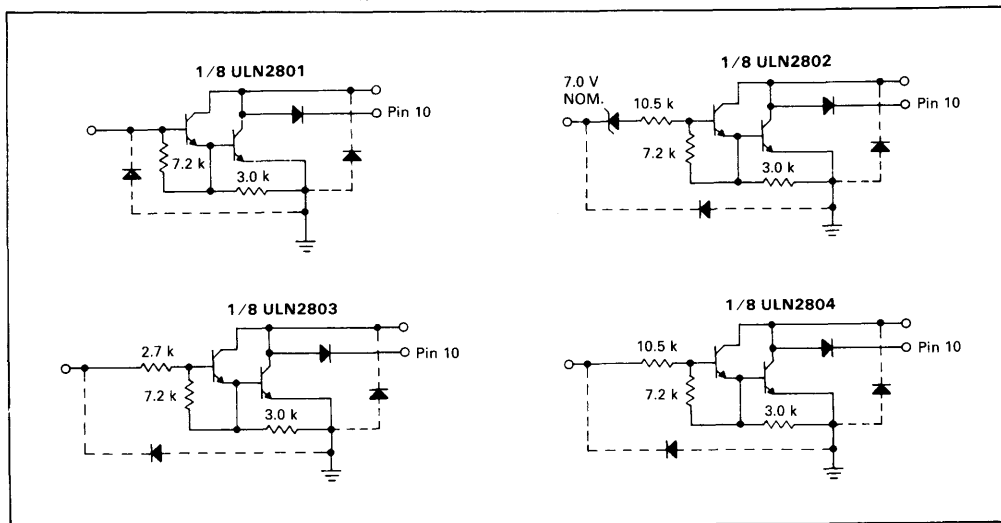 1/8 ULN2801
Pin 10
7.2 k
3.0 k
1/8 ULN2802
7.0 V
NOM.
10.5 k
Pin 10
7.2 k
3.0 k
1/8 ULN2803
2.7 k
Pin 10
7.2 k
3.0 k
1/8 ULN2804
10.5 k
Pin 10
7.2 k
3.0 k